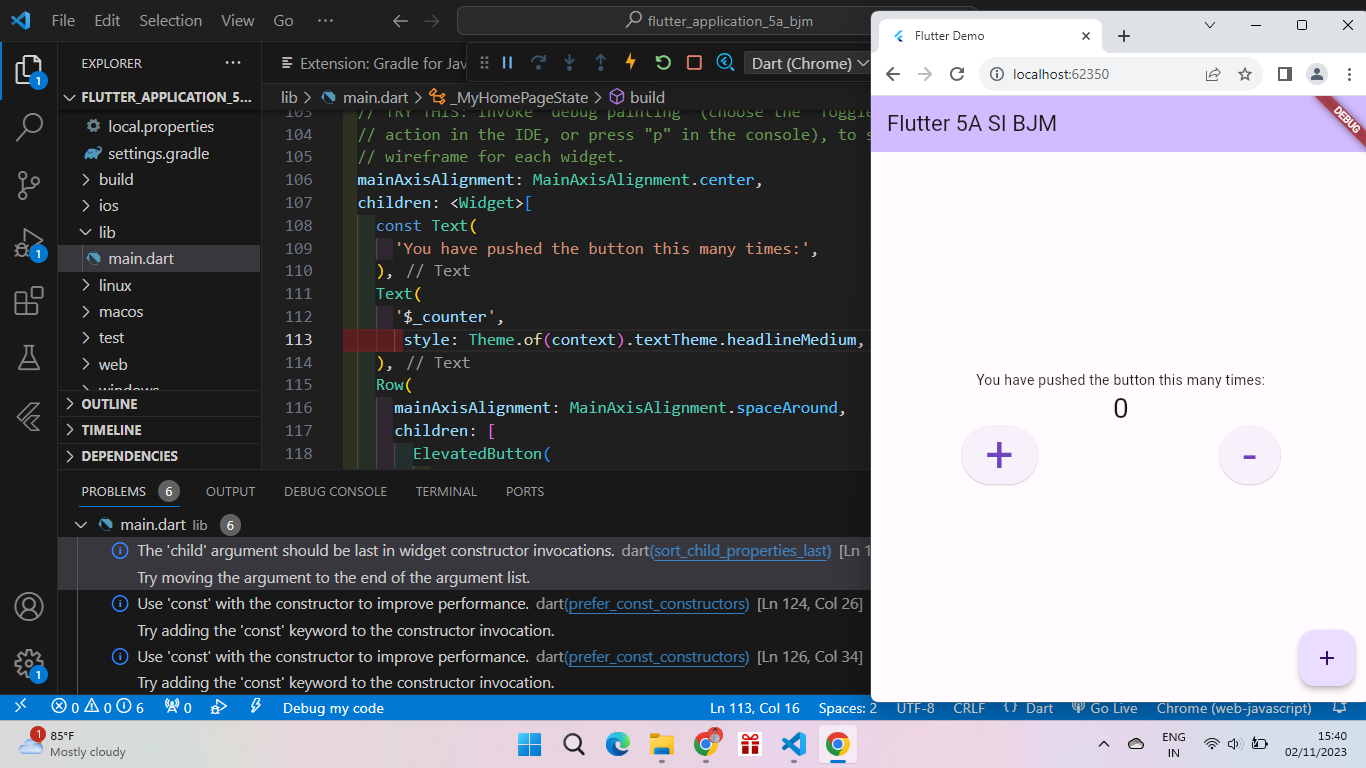 File Edit Selection View Go ···
flutter_application_5a_bjm
EXPLORER ···
FLUTTER_APPLICATION_5...
local.properties
settings.gradle
build
ios
lib
main.dart
linux
macos
test
web
windows
OUTLINE
TIMELINE
DEPENDENCIES
1
1
1
Extension: Gradle for Jav
Dart (Chrome)
lib > main.dart > _MyHomePageState > build
103 // TRY THIS: Invoke "debug painting" (choose the "Toggle
104 // action in the IDE, or press "p" in the console), to s
105 // wireframe for each widget.
106 mainAxisAlignment: MainAxisAlignment.center,
107 children: <Widget>[
108 const Text(
109 'You have pushed the button this many times:',
110 ), // Text
111 Text(
112 '$_counter',
113 style: Theme.of(context).textTheme.headlineMedium,
114 ), // Text
115 Row(
116 mainAxisAlignment: MainAxisAlignment.spaceAround,
117 children: [
118 ElevatedButton(
PROBLEMS 6 OUTPUT DEBUG CONSOLE TERMINAL PORTS
main.dart lib 6
The 'child' argument should be last in widget constructor invocations. dart(sort_child_properties_last) [Ln 1
Try moving the argument to the end of the argument list.
Use 'const' with the constructor to improve performance. dart(prefer_const_constructors) [Ln 124, Col 26]
Try adding the 'const' keyword to the constructor invocation.
Use 'const' with the constructor to improve performance. dart(prefer_const_constructors) [Ln 126, Col 34]
Try adding the 'const' keyword to the constructor invocation.
0 0 6 0 Debug my code Ln 113, Col 16 Spaces: 2 UTF-8 CRLF {} Dart Go Live Chrome (web-javascript)
Flutter Demo
localhost:62350
Flutter 5A SI BJM
DEBUG
You have pushed the button this many times:
0
+ -
+
1
85°F
Mostly cloudy
ENG
IN
15:40
02/11/2023